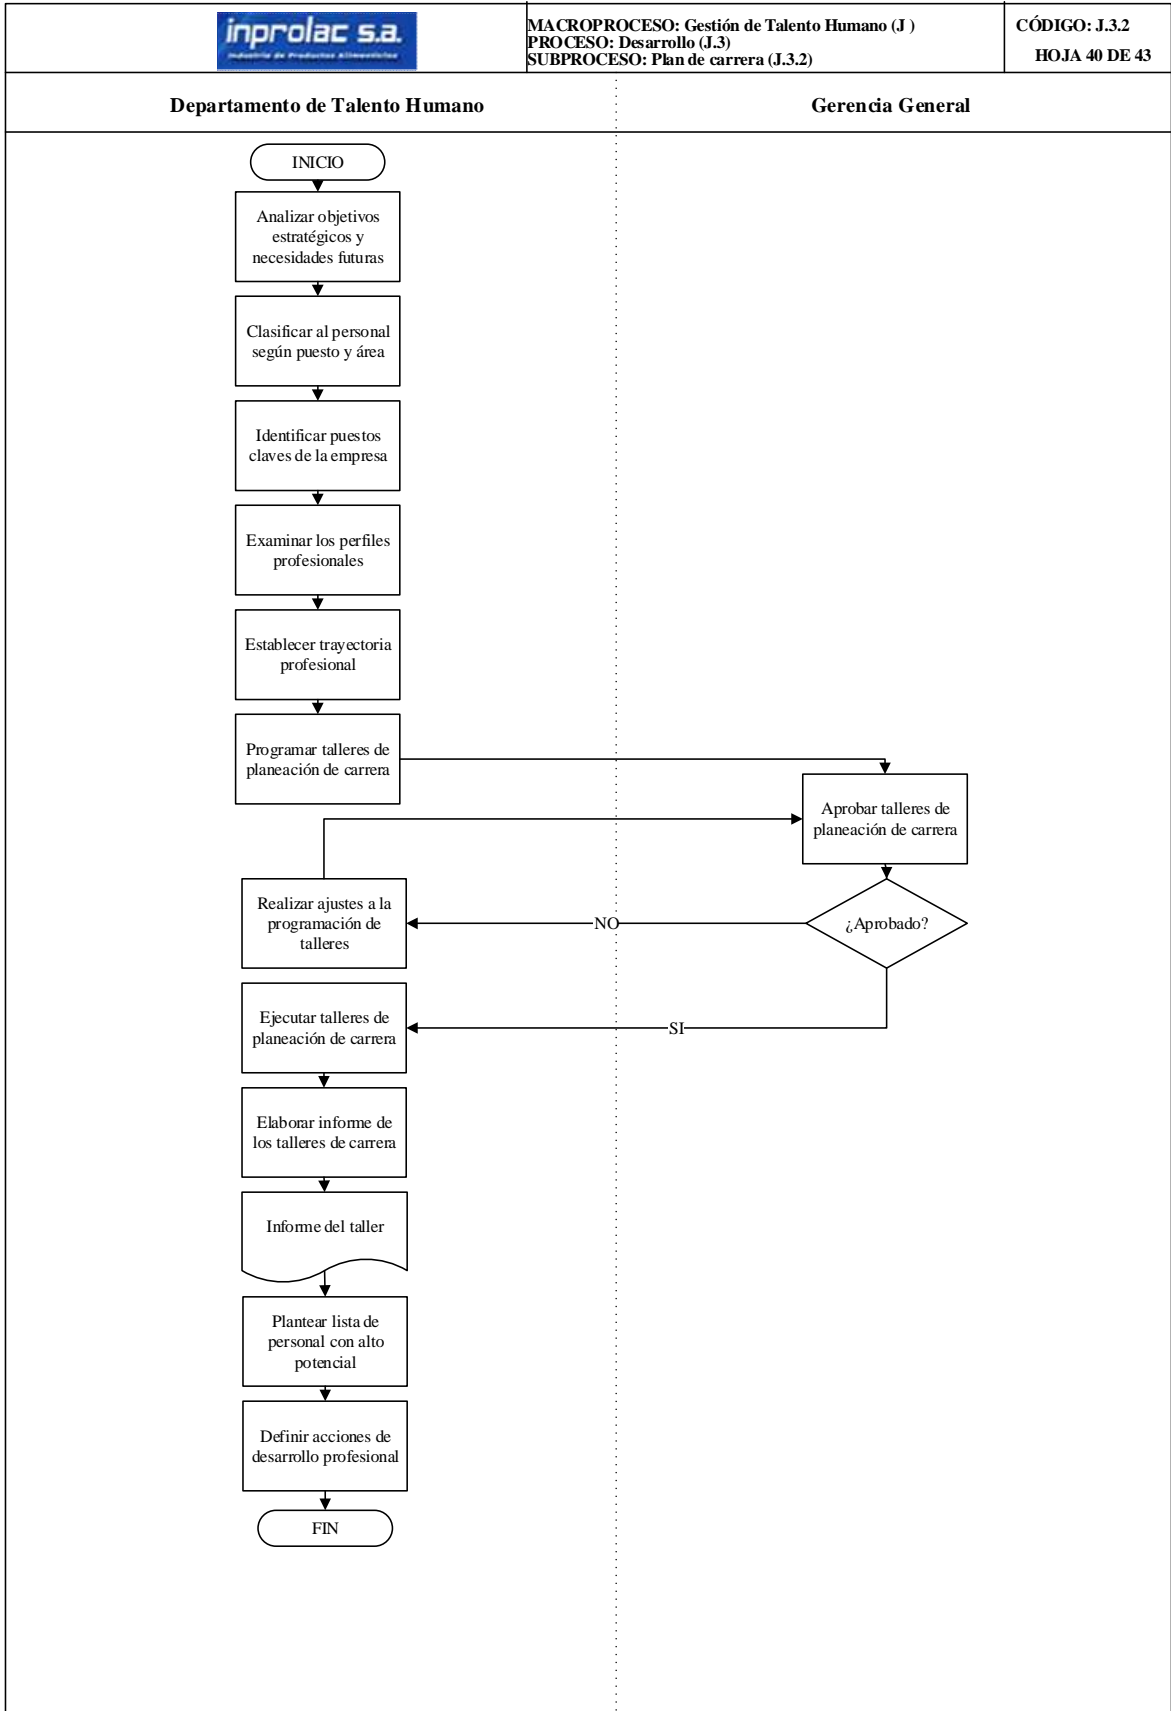 inprolac s.a.
Industria de Productos Alimenticios
MACROPROCESO: Gestión de Talento Humano (J )
PROCESO: Desarrollo (J.3)
SUBPROCESO: Plan de carrera (J.3.2)
CÓDIGO: J.3.2
HOJA 40 DE 43
Departamento de Talento Humano
Gerencia General
INICIO
Analizar objetivos
estratégicos y
necesidades futuras
Clasificar al personal
según puesto y área
Identificar puestos
claves de la empresa
Examinar los perfiles
profesionales
Establecer trayectoria
profesional
Programar talleres de
planeación de carrera
Aprobar talleres de
planeación de carrera
Realizar ajustes a la
programación de
talleres
NO
¿Aprobado?
Ejecutar talleres de
planeación de carrera
SI
Elaborar informe de
los talleres de carrera
Informe del taller
Plantear lista de
personal con alto
potencial
Definir acciones de
desarrollo profesional
FIN